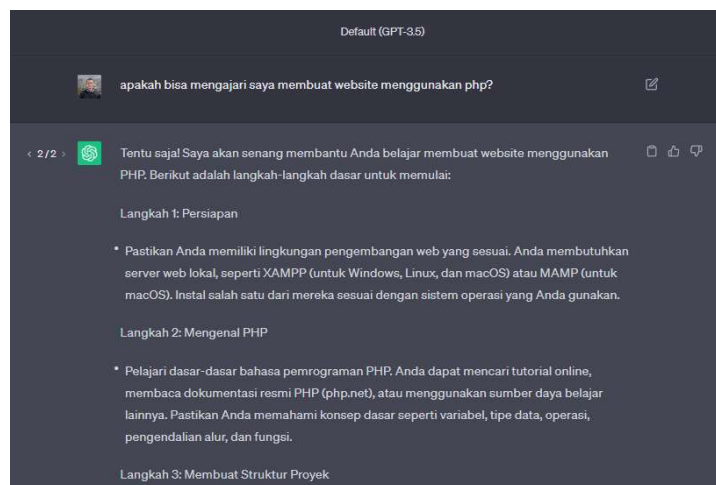 Default (GPT-3.5)
apakah bisa mengajari saya membuat website menggunakan php?
< 2/2 >
Tentu saja! Saya akan senang membantu Anda belajar membuat website menggunakan
PHP. Berikut adalah langkah-langkah dasar untuk memulai:
Langkah 1: Persiapan
• Pastikan Anda memiliki lingkungan pengembangan web yang sesuai. Anda membutuhkan
server web lokal, seperti XAMPP (untuk Windows, Linux, dan macOS) atau MAMP (untuk
macOS). Instal salah satu dari mereka sesuai dengan sistem operasi yang Anda gunakan.
Langkah 2: Mengenal PHP
• Pelajari dasar-dasar bahasa pemrograman PHP. Anda dapat mencari tutorial online,
membaca dokumentasi resmi PHP (php.net), atau menggunakan sumber daya belajar
lainnya. Pastikan Anda memahami konsep dasar seperti variabel, tipe data, operasi,
pengendalian alur, dan fungsi.
Langkah 3: Membuat Struktur Proyek